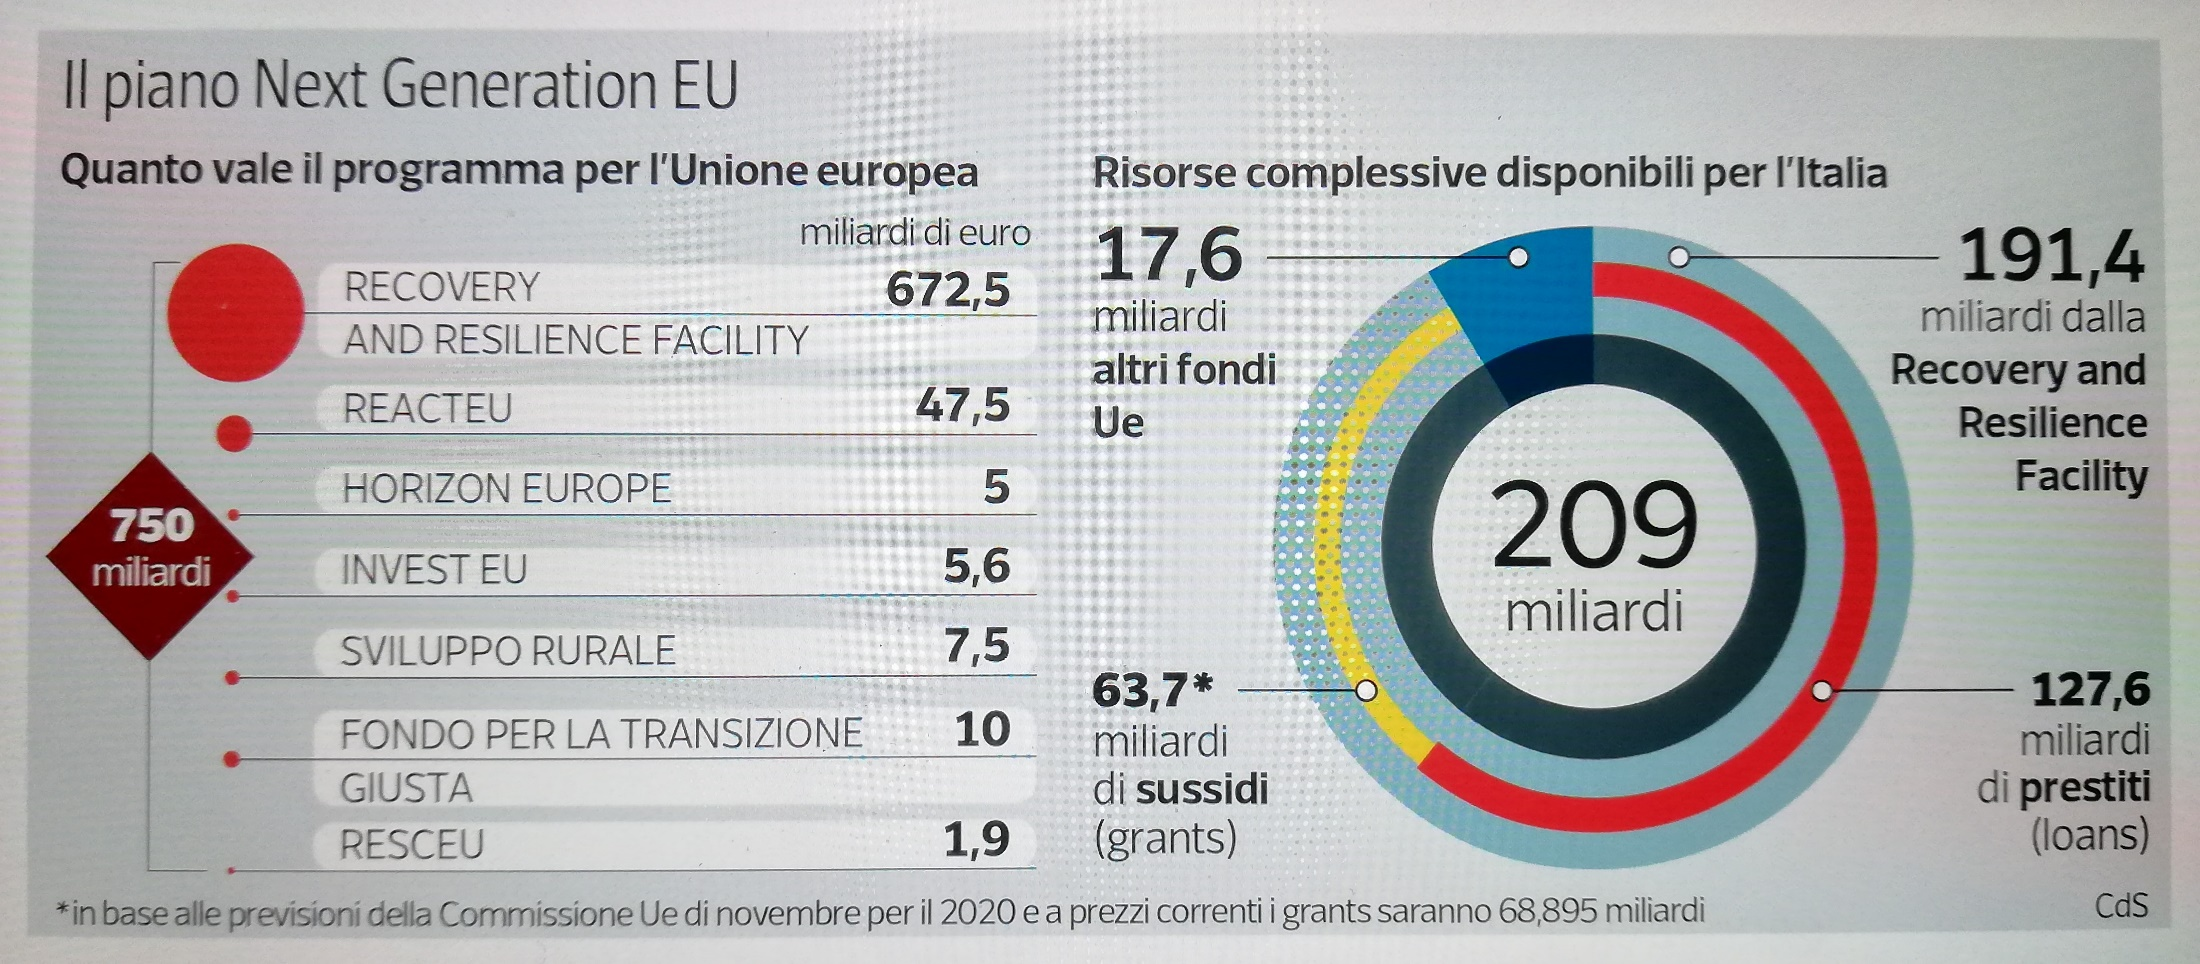 Il piano Next Generation EU
Quanto vale il programma per l'Unione europea
miliardi di euro
RECOVERY 672,5
AND RESILIENCE FACILITY
REACTEU 47,5
HORIZON EUROPE 5
INVEST EU 5,6
SVILUPPO RURALE 7,5
FONDO PER LA TRANSIZIONE 10
GIUSTA
RESCEU 1,9
750
miliardi
Risorse complessive disponibili per l'Italia
17,6
miliardi
altri fondi
Ue
191,4
miliardi dalla
Recovery and
Resilience
Facility
209
miliardi
63,7*
miliardi
di sussidi
(grants)
127,6
miliardi
di prestiti
(loans)
*in base alle previsioni della Commissione Ue di novembre per il 2020 e a prezzi correnti i grants saranno 68,895 miliardi
CdS